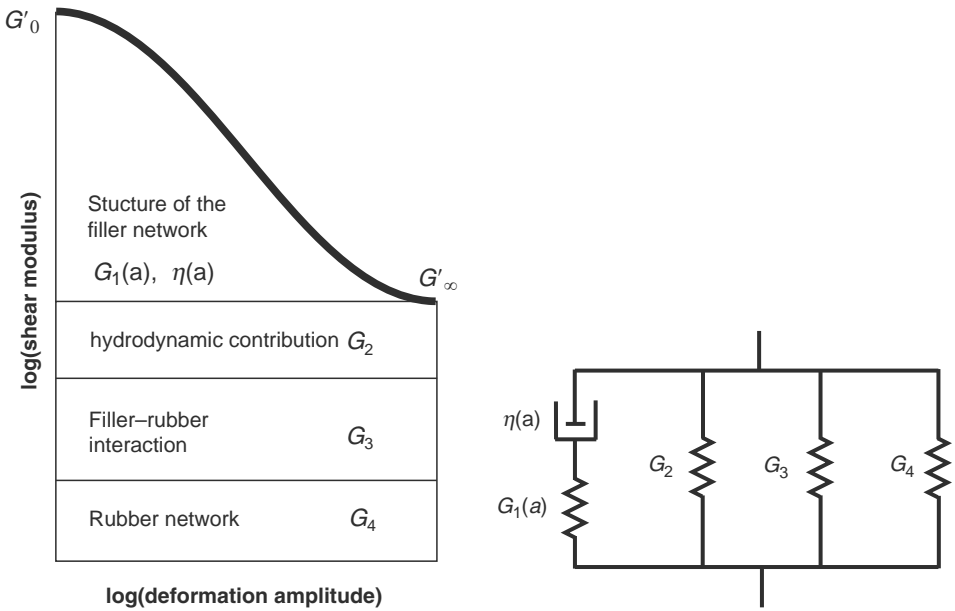 G'0
log(shear modulus)
Stucture of the
filler network
G1(a), η(a)
G'∞
hydrodynamic contribution G2
Filler–rubber
interaction
G3
Rubber network G4
log(deformation amplitude)
η(a)
G1(a)
G2
G3
G4